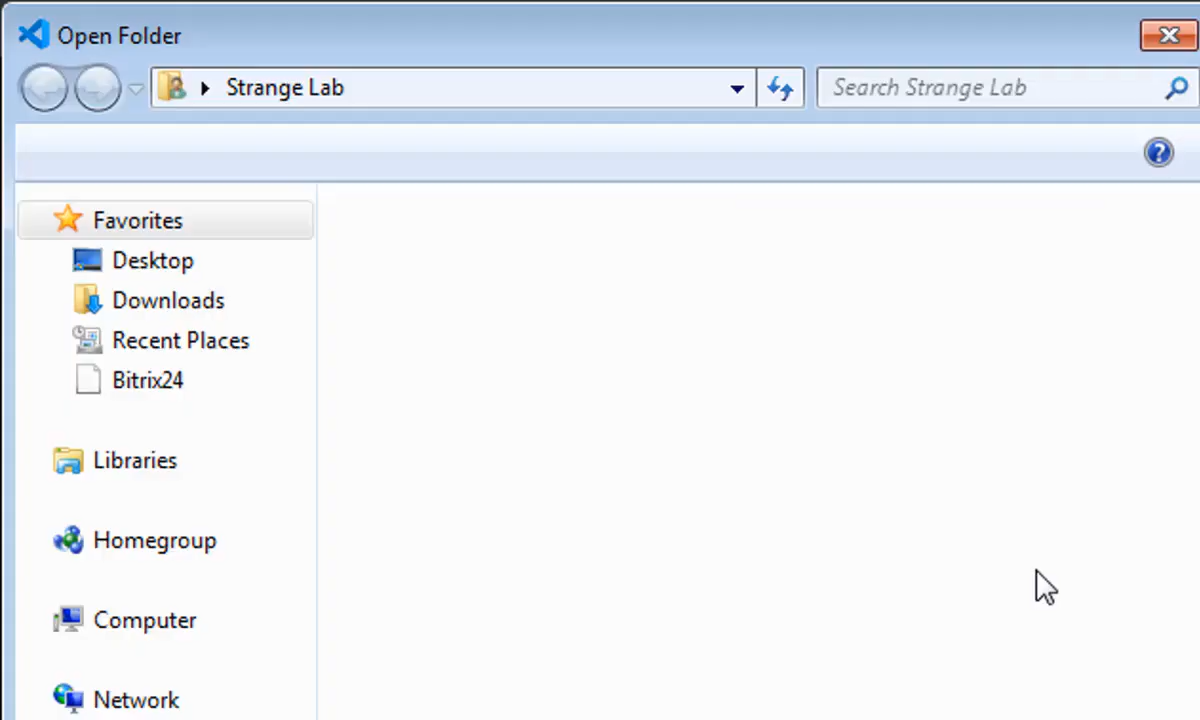 Open Folder
Strange Lab
Search Strange Lab
Favorites
Desktop
Downloads
Recent Places
Bitrix24
Libraries
Homegroup
Computer
Network